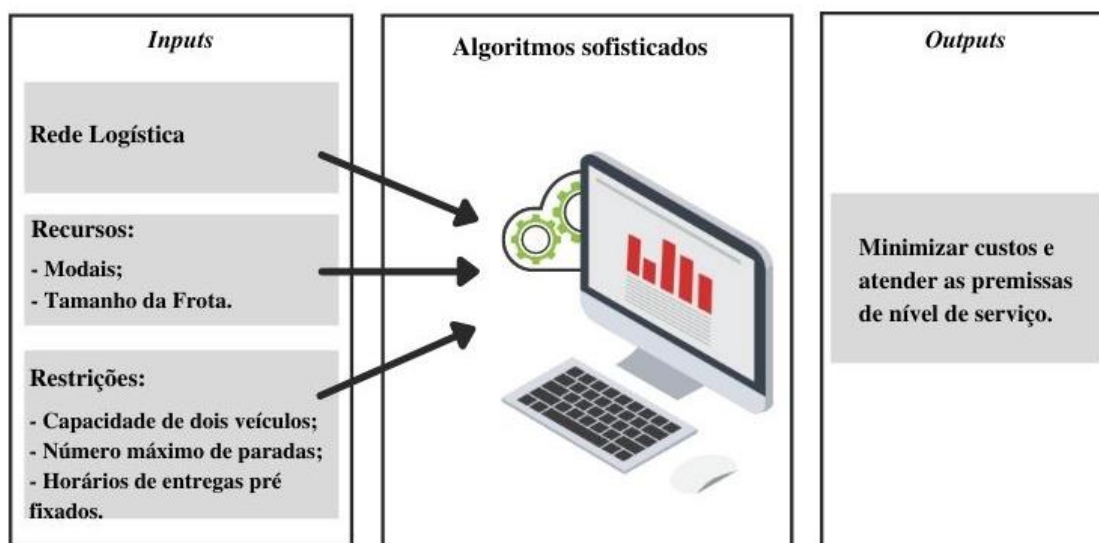 Inputs
Rede Logística
Recursos:
- Modais;
- Tamanho da Frota.
Restrições:
- Capacidade de dois veículos;
- Número máximo de paradas;
- Horários de entregas pré
fixados.
Algoritmos sofisticados
Outputs
Minimizar custos e
atender as premissas
de nível de serviço.